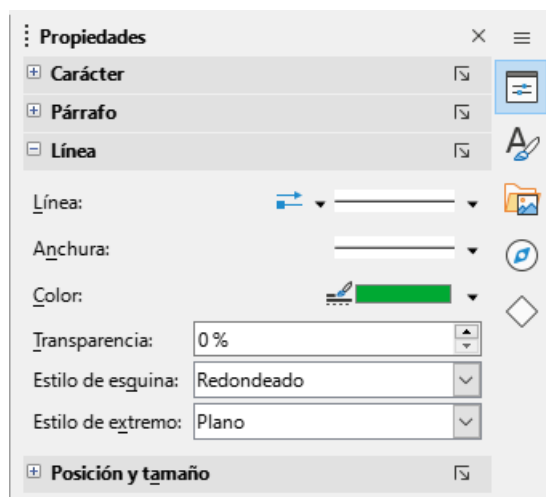 Propiedades
Carácter
Párrafo
Línea
Línea:
Anchura:
Color:
Transparencia: 0 %
Estilo de esquina: Redondeado
Estilo de extremo: Plano
Posición y tamaño